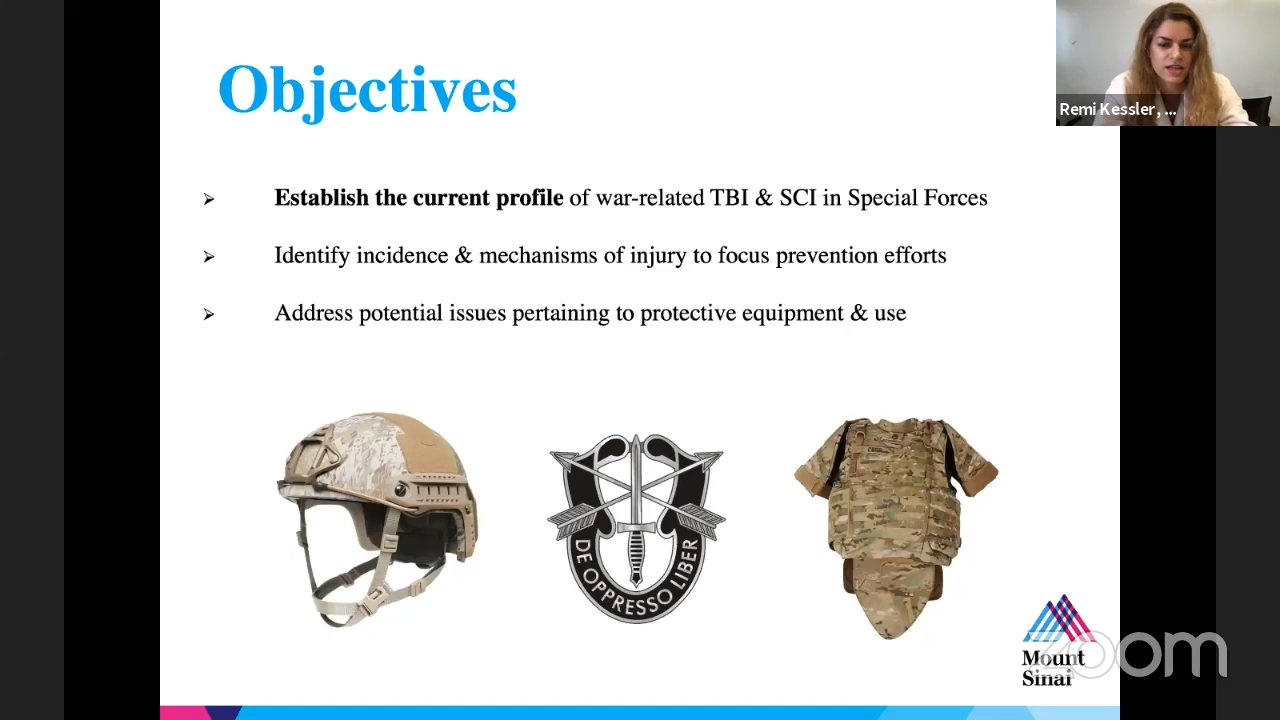 Objectives
Remi Kessler, ...
➢ Establish the current profile of war-related TBI & SCI in Special Forces
➢ Identify incidence & mechanisms of injury to focus prevention efforts
➢ Address potential issues pertaining to protective equipment & use
DE OPPRESSO LIBER
Mount
Sinai
zoom